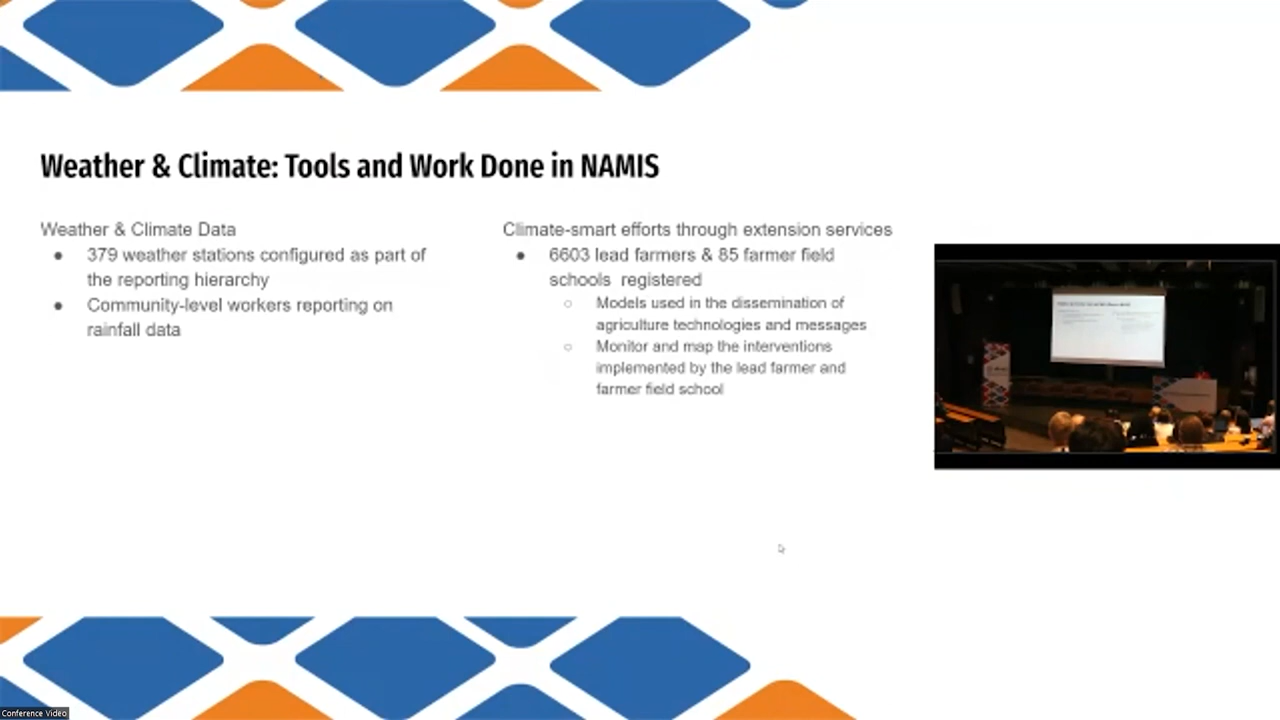 Weather & Climate: Tools and Work Done in NAMIS
Weather & Climate Data
● 379 weather stations configured as part of
the reporting hierarchy
● Community-level workers reporting on
rainfall data
Climate-smart efforts through extension services
● 6603 lead farmers & 85 farmer field
schools registered
○ Models used in the dissemination of
agriculture technologies and messages
○ Monitor and map the interventions
implemented by the lead farmer and
farmer field school
Conference Video